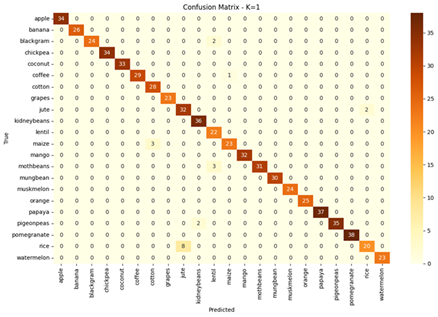 Confusion Matrix - K=1
apple 34 0 0 0 0 0 0 0 0 0 0 0 0 0 0 0 0 0 0 0 0 0
banana 0 26 0 0 0 0 0 0 0 0 0 0 0 0 0 0 0 0 0 0 0 0
blackgram 0 0 24 0 0 0 0 0 0 0 2 0 0 0 0 0 0 0 0 0 0 0
chickpea 0 0 0 34 0 0 0 0 0 0 0 0 0 0 0 0 0 0 0 0 0 0
coconut 0 0 0 0 33 0 0 0 0 0 0 0 0 0 0 0 0 0 0 0 0 0
coffee 0 0 0 0 0 29 0 0 0 0 0 1 0 0 0 0 0 0 0 0 0 0
cotton 0 0 0 0 0 0 28 0 0 0 0 0 0 0 0 0 0 0 0 0 0 0
grapes 0 0 0 0 0 0 0 23 0 0 0 0 0 0 0 0 0 0 0 0 0 0
jute 0 0 0 0 0 0 0 0 32 0 0 0 0 0 0 0 0 0 0 0 2 0
kidneybeans 0 0 0 0 0 0 0 0 0 36 0 0 0 0 0 0 0 0 0 0 0 0
lentil 0 0 0 0 0 0 0 0 0 0 22 0 0 0 0 0 0 0 0 0 0 0
maize 0 0 0 0 0 0 3 0 0 0 0 23 0 0 0 0 0 0 0 0 0 0
mango 0 0 0 0 0 0 0 0 0 0 0 0 32 0 0 0 0 0 0 0 0 0
mothbeans 0 0 0 0 0 0 0 0 0 0 3 0 0 31 0 0 0 0 0 0 0 0
mungbean 0 0 0 0 0 0 0 0 0 0 0 0 0 0 30 0 0 0 0 0 0 0
muskmelon 0 0 0 0 0 0 0 0 0 0 0 0 0 0 0 24 0 0 0 0 0 0
orange 0 0 0 0 0 0 0 0 0 0 0 0 0 0 0 0 25 0 0 0 0 0
papaya 0 0 0 0 0 0 0 0 0 0 0 0 0 0 0 0 0 37 0 0 0 0
pigeonpeas 0 0 0 0 0 0 0 0 0 2 0 0 0 0 0 0 0 0 35 0 0 0
pomegranate 0 0 0 0 0 0 0 0 0 0 0 0 0 0 0 0 0 0 0 38 0 0
rice 0 0 0 0 0 0 0 0 8 0 0 0 0 0 0 0 0 0 0 0 20 0
watermelon 0 0 0 0 0 0 0 0 0 0 0 0 0 0 0 0 0 0 0 0 0 23
True
apple banana blackgram chickpea coconut coffee cotton grapes jute kidneybeans lentil maize mango mothbeans mungbean muskmelon orange papaya pigeonpeas pomegranate rice watermelon
Predicted
35
30
25
20
15
10
5
0